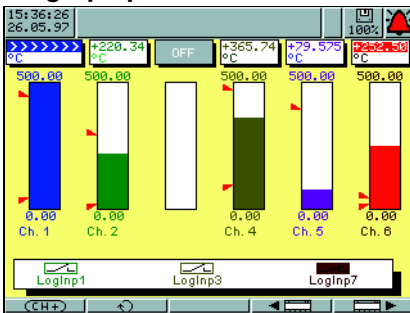 15:36:26
26.05.97
100%
>>>>>>> +220.34 OFF +365.74 +79.575 +252.50
°C °C °C °C °C
500.00 500.00 500.00 500.00 500.00
0.00 0.00 0.00 0.00 0.00
Ch. 1 Ch. 2 Ch. 4 Ch. 5 Ch. 6
LogInp1 LogInp3 LogInp7
(CH+)